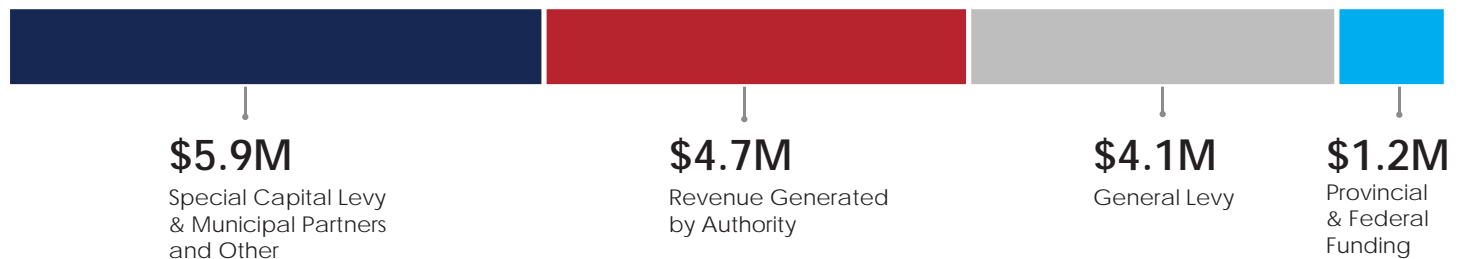 $5.9M
Special Capital Levy
& Municipal Partners
and Other
$4.7M
Revenue Generated
by Authority
$4.1M
General Levy
$1.2M
Provincial
& Federal
Funding